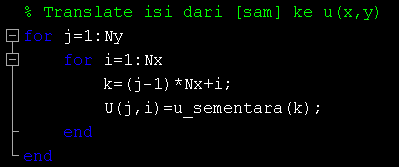 % Translate isi dari [sam] ke u(x,y)
for j=1:Ny
for i=1:Nx
k=(j-1)*Nx+i;
U(j,i)=u_sementara(k);
end
end